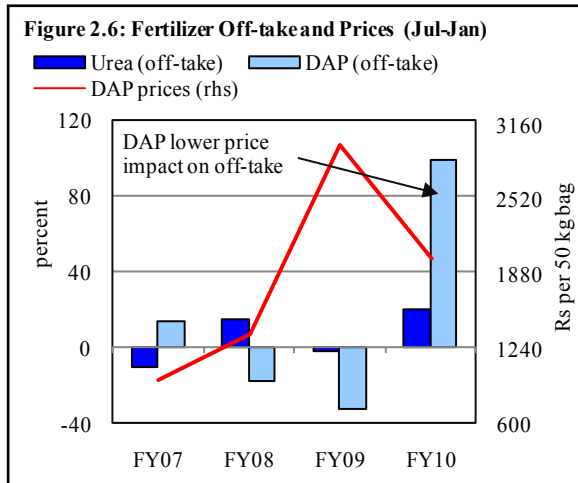 Figure 2.6: Fertilizer Off-take and Prices (Jul-Jan)
Urea (off-take) DAP (off-take)
DAP prices (rhs)
DAP lower price
impact on off-take
percent
120
80
40
0
-40
3160
2520
1880
1240
600
Rs per 50 kg bag
FY07 FY08 FY09 FY10